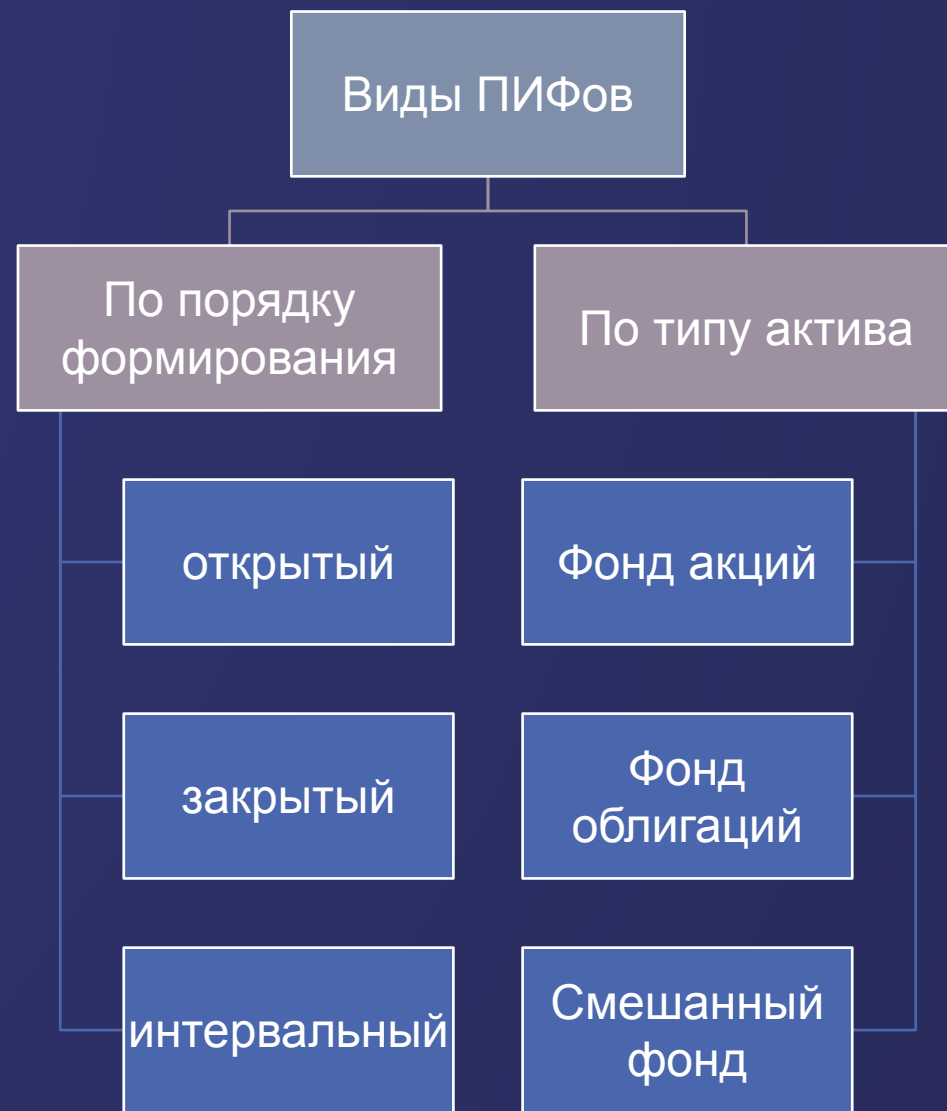 Виды ПИФов
По порядку
формирования
По типу актива
открытый
Фонд акций
закрытый
Фонд
облигаций
интервальный
Смешанный
фонд